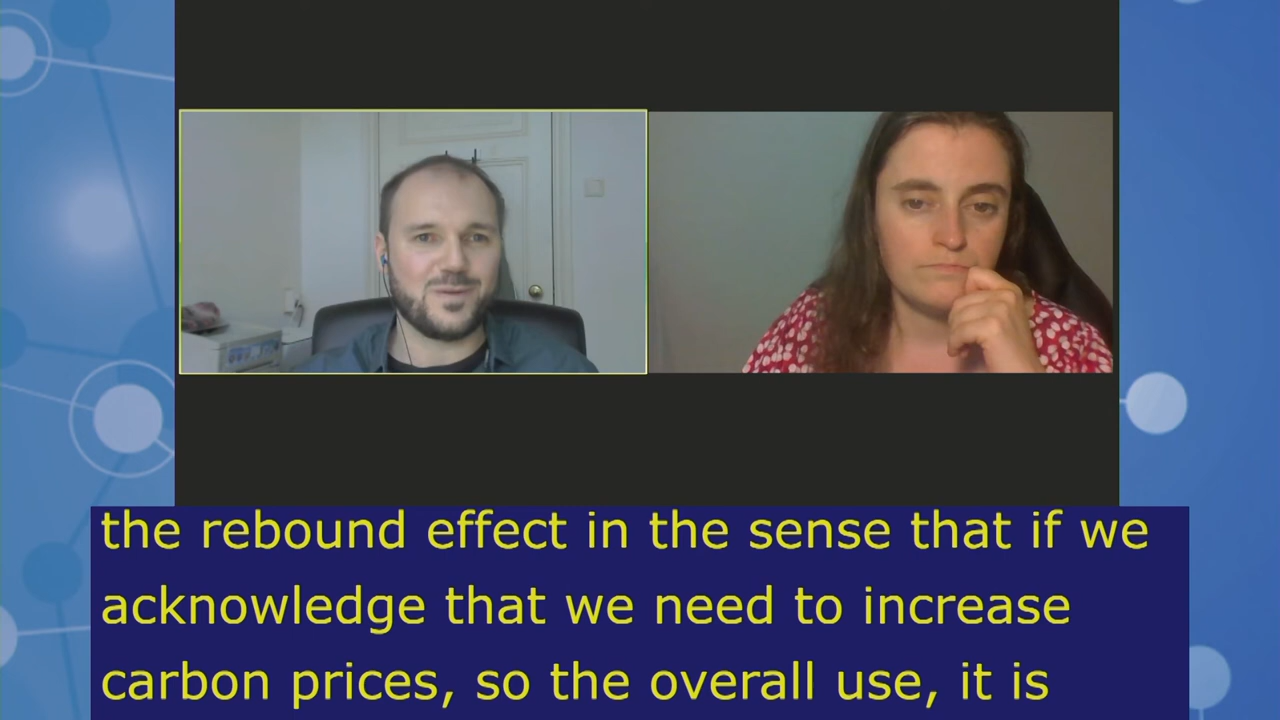 the rebound effect in the sense that if we
acknowledge that we need to increase
carbon prices, so the overall use, it is